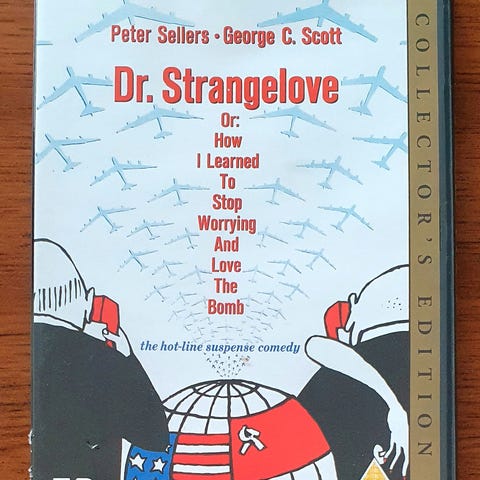 Peter Sellers • George C. Scott
Dr. Strangelove
Or:
How
I Learned
To
Stop
Worrying
And
Love
The
Bomb
the hot-line suspense comedy
COLLECTOR'S EDITION